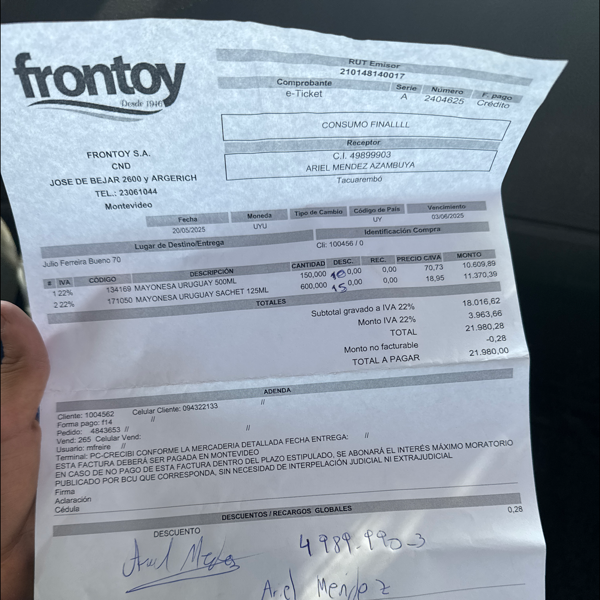 frontoy
Desde 1946
RUT Emisor
210148140017
Comprobante Serie Número F. pago
e-Ticket A 2404625 Crédito
CONSUMO FINALLLL
Receptor
C.I. 49899903
ARIEL MENDEZ AZAMBUYA
Tacuarembó
FRONTOY S.A.
CND
JOSE DE BEJAR 2600 y ARGERICH
TEL.: 23061044
Montevideo
Fecha Moneda Tipo de Cambio Código de País Vencimiento
20/05/2025 UYU UY 03/06/2025
Lugar de Destino/Entrega Identificación Compra
Julio Ferreira Bueno 70 Cli: 100456 / 0
# IVA CÓDIGO DESCRIPCIÓN CANTIDAD DESC. REC. PRECIO C/IVA MONTO
1 22% 134169 MAYONESA URUGUAY 500ML 150,000 10 0,00 0,00 70,73 10.609,89
2 22% 171050 MAYONESA URUGUAY SACHET 125ML 600,000 15 0,00 0,00 18,95 11.370,39
TOTALES
Subtotal gravado a IVA 22% 18.016,62
Monto IVA 22% 3.963,66
TOTAL 21.980,28
Monto no facturable -0,28
TOTAL A PAGAR 21.980,00
ADENDA
Cliente: 1004562 Celular Cliente: 094322133 //
Forma pago: f14 //
Pedido: 4843653 // //
Vend: 265 Celular Vend:
Usuario: mfreire //
Terminal: PC-CRECIBI CONFORME LA MERCADERIA DETALLADA FECHA ENTREGA: //
ESTA FACTURA DEBERÁ SER PAGADA EN MONTEVIDEO
EN CASO DE NO PAGO DE ESTA FACTURA DENTRO DEL PLAZO ESTIPULADO, SE ABONARÁ EL INTERÉS MÁXIMO MORATORIO
PUBLICADO POR BCU QUE CORRESPONDA, SIN NECESIDAD DE INTERPELACIÓN JUDICIAL NI EXTRAJUDICIAL
Firma
Aclaración
Cédula
DESCUENTOS / RECARGOS GLOBALES
DESCUENTO 0,28
Ariel Mendez 4989.990-3
Ariel Mendez